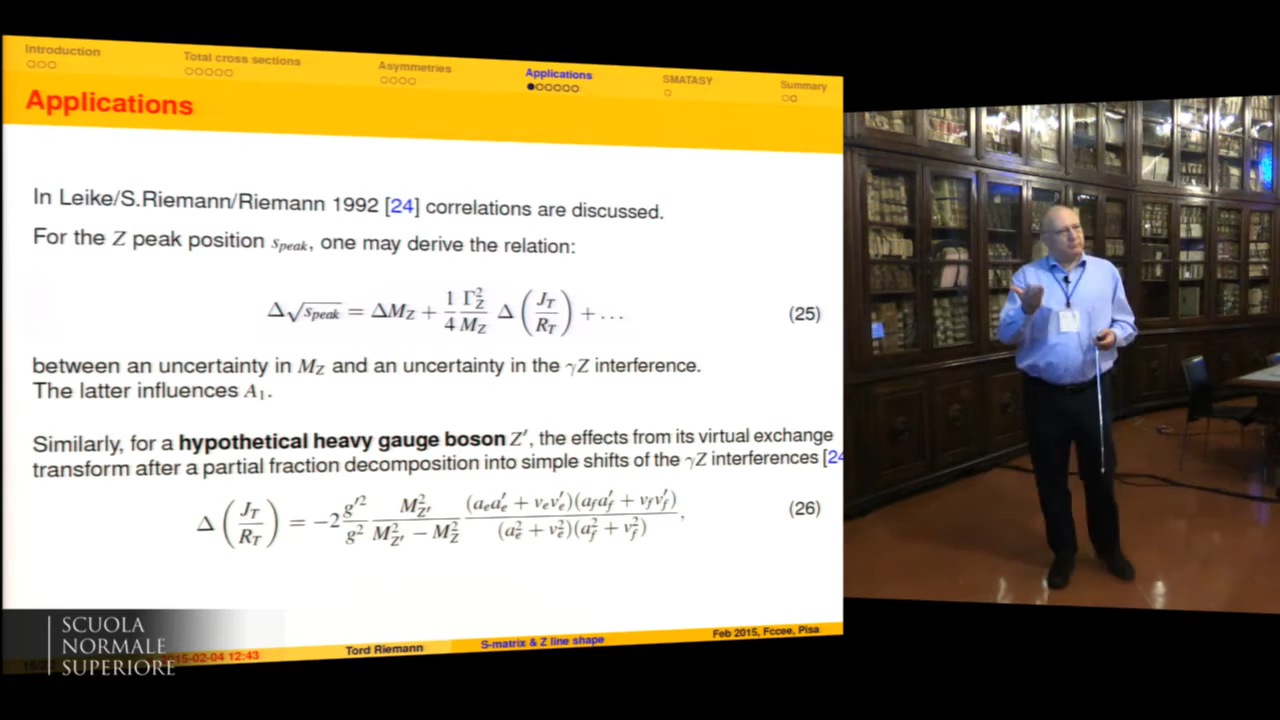 Introduction
Total cross sections
Asymmetries
Applications
SMATASY
Summary
Applications
In Leike/S.Riemann/Riemann 1992 [24] correlations are discussed.
For the Z peak position s_peak, one may derive the relation:
Δ√s_peak = ΔM_Z + 1/4 Γ_Z^2/M_Z Δ (J_T/R_T) + … (25)
between an uncertainty in M_Z and an uncertainty in the γZ interference.
The latter influences A_1.
Similarly, for a hypothetical heavy gauge boson Z′, the effects from its virtual exchange
transform after a partial fraction decomposition into simple shifts of the γZ interferences [24
Δ (J_T/R_T) = −2 g′^2/g^2 M_Z′^2/(M_Z′^2 − M_Z^2) (a_e a′_e + v_e v′_e)(a_f a′_f + v_f v′_f)/((a_e^2 + v_e^2)(a_f^2 + v_f^2)), (26)
2015-02-04 12:43
Tord Riemann
S-matrix & Z line shape
Feb 2015, Fccee, Pisa
SCUOLA
NORMALE
SUPERIORE